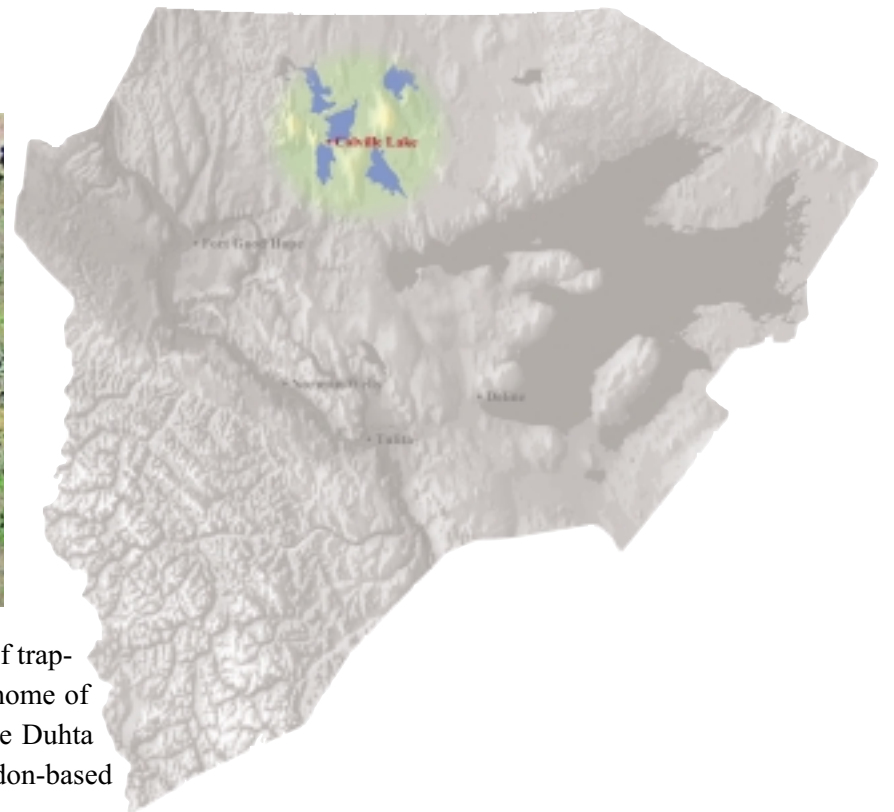 Colville Lake
Fort Good Hope
Norman Wells
Deline
Tulita
f trap-
home of
e Duhta
don-based